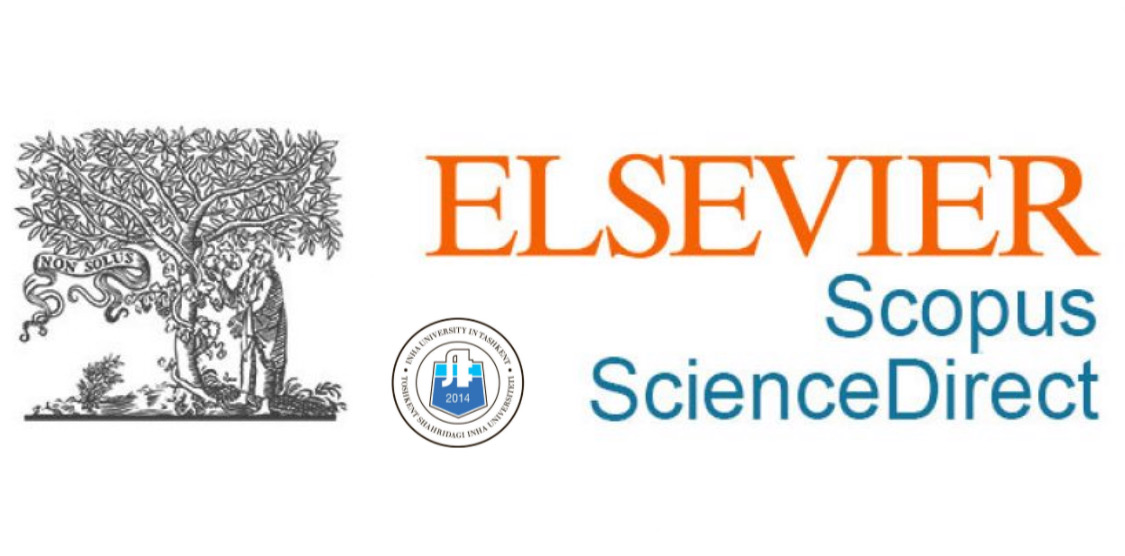 NON SOLUS
ELSEVIER
Scopus
ScienceDirect
INHA UNIVERSITY IN TASHKENT
2014
TOSHKENT SHAHRIDAGI INHA UNIVERSITETI